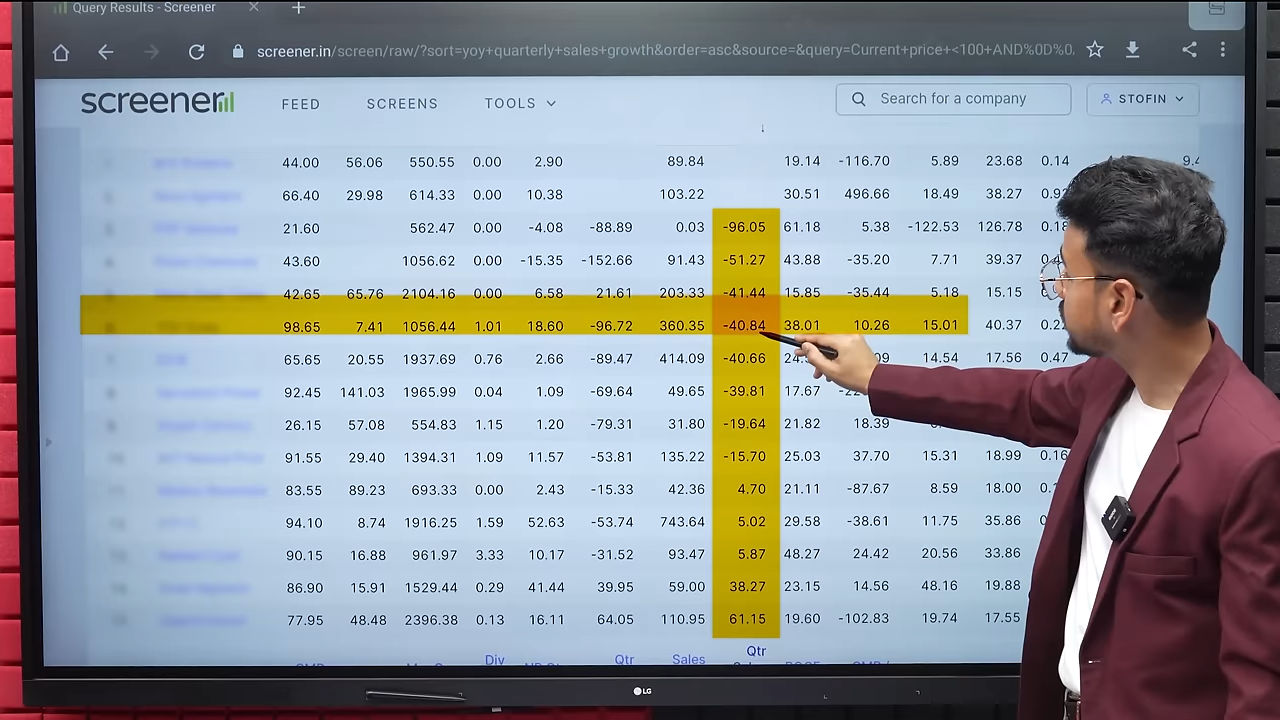 Query Results - Screener
screener.in/screen/raw/?sort=yoy+quarterly+sales+growth&order=asc&source=&query=Current+price+<100+AND%0D%0
screener FEED SCREENS TOOLS Search for a company STOFIN
44.00 56.06 550.55 0.00 2.90 89.84 19.14 -116.70 5.89 23.68 0.14
66.40 29.98 614.33 0.00 10.38 103.22 30.51 496.66 18.49 38.27
21.60 562.47 0.00 -4.08 -88.89 0.03 -96.05 61.18 5.38 -122.53 126.78
43.60 1056.62 0.00 -15.35 -152.66 91.43 -51.27 43.88 -35.20 7.71 39.37
42.65 65.76 2104.16 0.00 6.58 21.61 203.33 -41.44 15.85 -35.44 5.18 15.15
98.65 7.41 1056.44 1.01 18.60 -96.72 360.35 -40.84 38.01 10.26 15.01 40.37
65.65 20.55 1937.69 0.76 2.66 -89.47 414.09 -40.66 14.54 17.56 0.47
92.45 141.03 1965.99 0.04 1.09 -69.64 49.65 -39.81 17.67
26.15 57.08 554.83 1.15 1.20 -79.31 31.80 -19.64 21.82 18.39
91.55 29.40 1394.31 1.09 11.57 -53.81 135.22 -15.70 25.03 37.70 15.31 18.99 0.16
83.55 89.23 693.33 0.00 2.43 -15.33 42.36 4.70 21.11 -87.67 8.59 18.00
94.10 8.74 1916.25 1.59 52.63 -53.74 743.64 5.02 29.58 -38.61 11.75 35.86
90.15 16.88 961.97 3.33 10.17 -31.52 93.47 5.87 48.27 24.42 20.56 33.86
86.90 15.91 1529.44 0.29 41.44 39.95 59.00 38.27 23.15 14.56 48.16 19.88
77.95 48.48 2396.38 0.13 16.11 64.05 110.95 61.15 19.60 -102.83 19.74 17.55
Div Qtr Sales Qtr
LG